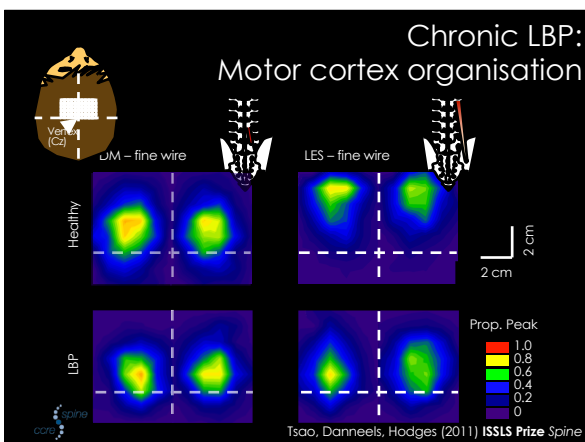 Chronic LBP:
Motor cortex organisation
Vertex
(Cz)
DM – fine wire
LES – fine wire
Healthy
2 cm
2 cm
LBP
Prop. Peak
1.0
0.8
0.6
0.4
0.2
0
spine
ccre
Tsao, Danneels, Hodges (2011) ISSLS Prize Spine